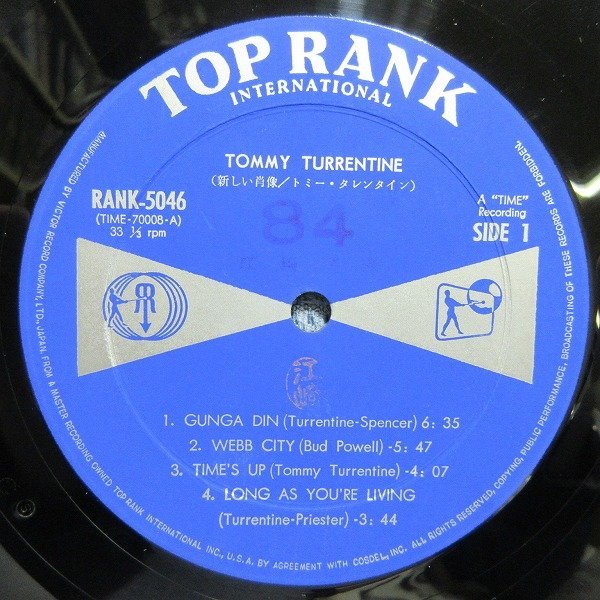 TOP RANK
INTERNATIONAL
TOMMY TURRENTINE
(新しい肖像/トミー・タレンタイン)
RANK-5046
(TIME-70008-A)
33 ⅓ rpm
A "TIME"
Recording
SIDE 1
84
江崎
1. GUNGA DIN (Turrentine-Spencer) 6: 35
2. WEBB CITY (Bud Powell) -5: 47
3. TIME'S UP (Tommy Turrentine) -4: 07
4. LONG AS YOU'RE LIVING
(Turrentine-Priester) -3: 44
MANUFACTURED BY VICTOR RECORD COMPANY, LTD., JAPAN, FROM A MASTER RECORDING OWNED TOP RANK INTERNATIONAL INC., U.S.A. BY AGREEMENT WITH COSDEL, INC. ALL RIGHTS RESERVED, COPYING, PUBLIC PERFORMANCE, BROADCASTING OF THESE RECORDS ARE FORBIDDEN.